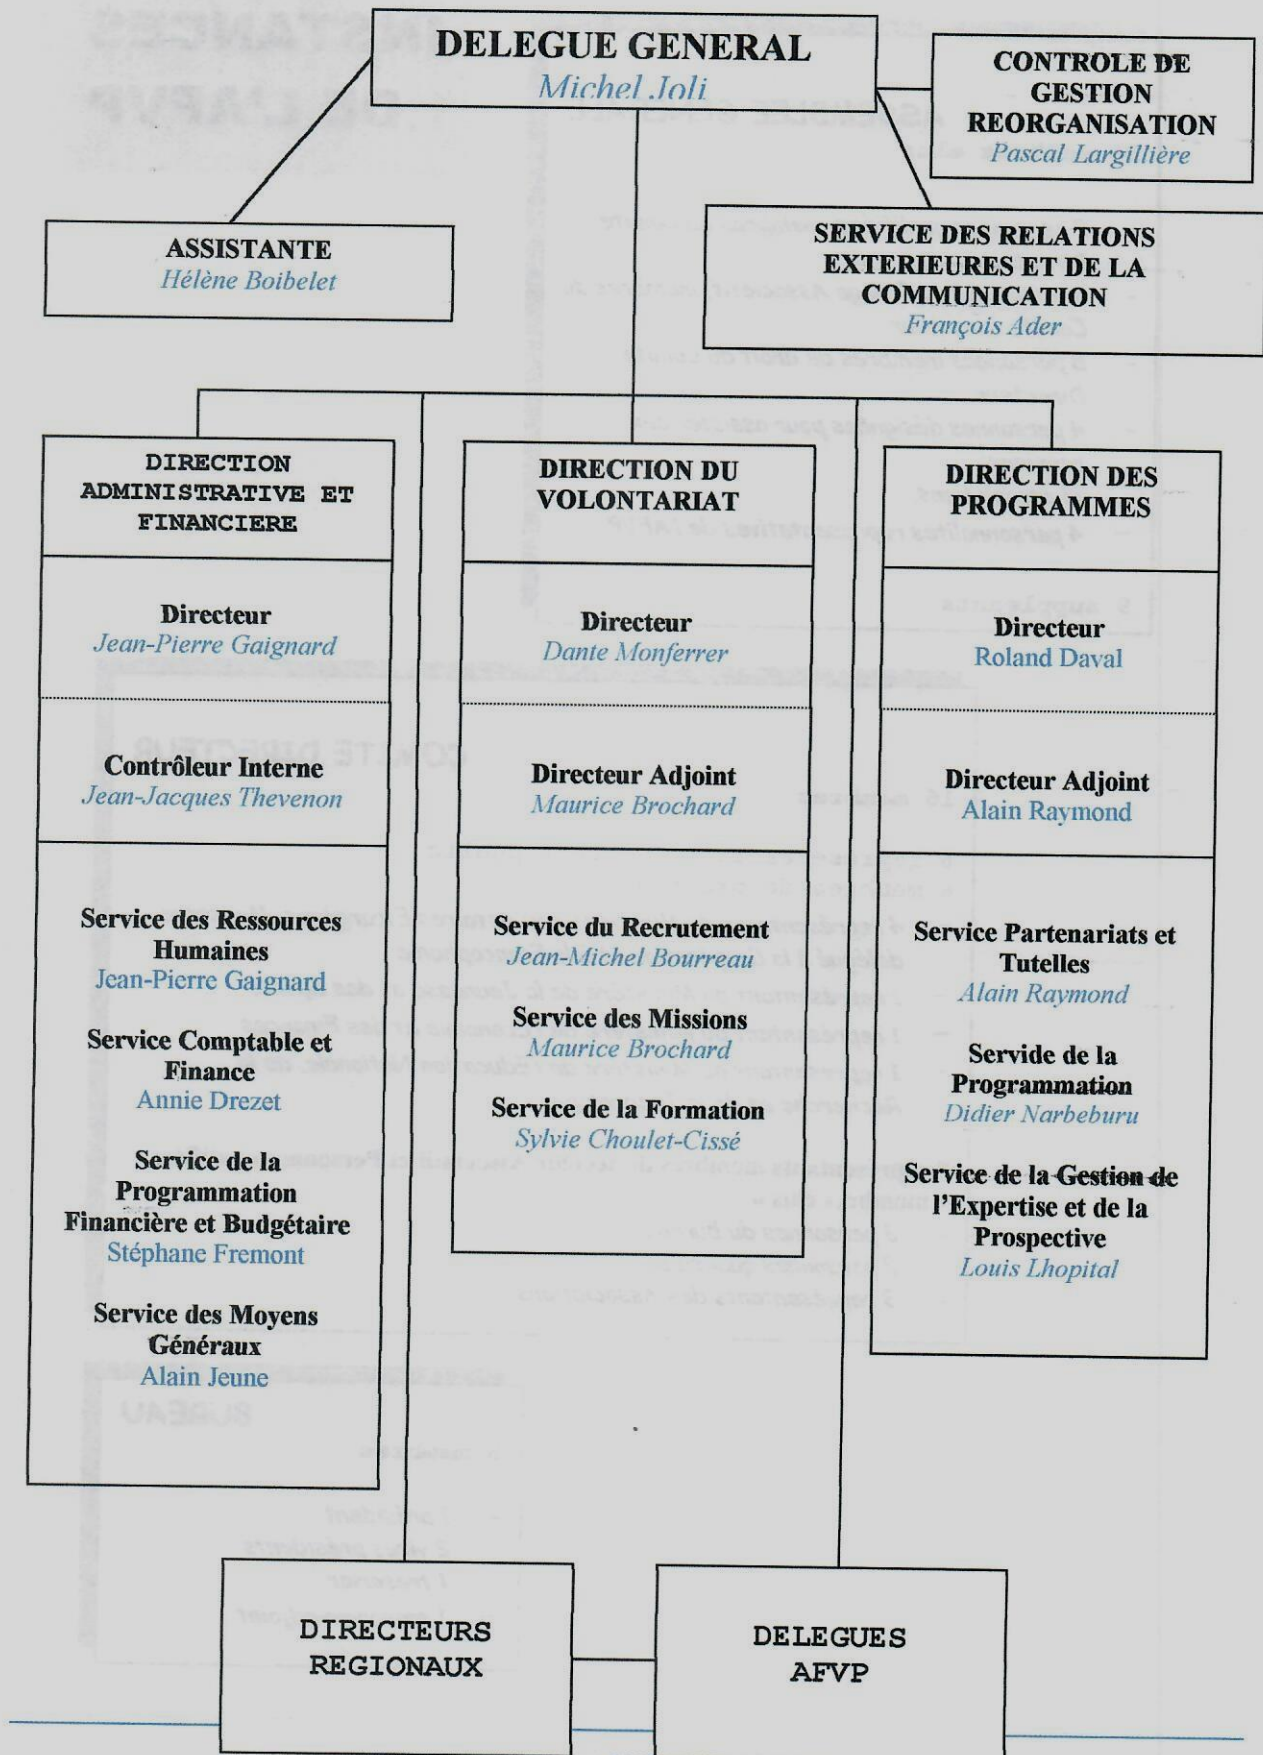 DELEGUE GENERAL
Michel Joli
CONTROLE DE
GESTION
REORGANISATION
Pascal Largillière
ASSISTANTE
Hélène Boibelet
SERVICE DES RELATIONS
EXTERIEURES ET DE LA
COMMUNICATION
François Ader
DIRECTION
ADMINISTRATIVE ET
FINANCIERE
Directeur
Jean-Pierre Gaignard
Contrôleur Interne
Jean-Jacques Thevenon
Service des Ressources
Humaines
Jean-Pierre Gaignard
Service Comptable et
Finance
Annie Drezet
Service de la
Programmation
Financière et Budgétaire
Stéphane Fremont
Service des Moyens
Généraux
Alain Jeune
DIRECTION DU
VOLONTARIAT
Directeur
Dante Monferrer
Directeur Adjoint
Maurice Brochard
Service du Recrutement
Jean-Michel Bourreau
Service des Missions
Maurice Brochard
Service de la Formation
Sylvie Choulet-Cissé
DIRECTION DES
PROGRAMMES
Directeur
Roland Daval
Directeur Adjoint
Alain Raymond
Service Partenariats et
Tutelles
Alain Raymond
Servide de la
Programmation
Didier Narbeburu
Service de la Gestion de
l'Expertise et de la
Prospective
Louis Lhopital
DIRECTEURS
REGIONAUX
DELEGUES
AFVP